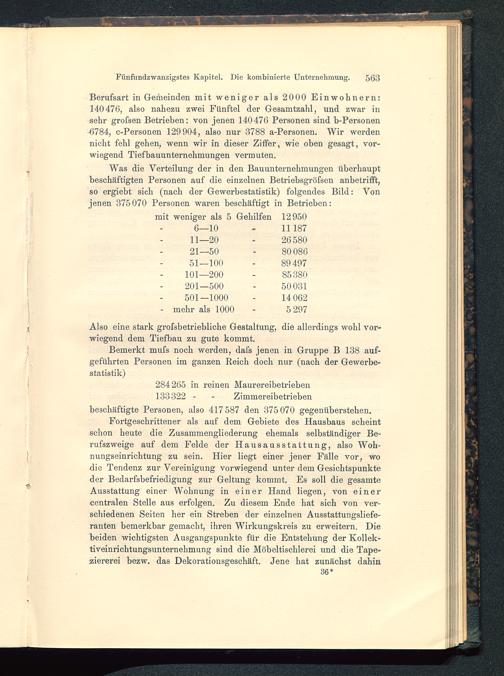 Fünfundzwanzigstes Kapitel. Die kombinierte Unternehmung. 563
Berufsart in Gemeinden mit weniger als 2000 Einwohnern:
140476, also nahezu zwei Fünftel der Gesamtzahl, und zwar in
sehr großen Betrieben: von jenen 140476 Personen sind b-Personen
6784, c-Personen 129904, also nur 3788 a-Personen. Wir werden
nicht fehl gehen, wenn wir in dieser Ziffer, wie oben gesagt, vor-
wiegend Tiefbauunternehmungen vermuten.
Was die Verteilung der in den Bauunternehmungen überhaupt
beschäftigten Personen auf die einzelnen Betriebsgrößen anbetrifft,
so ergiebt sich (nach der Gewerbestatistik) folgendes Bild: Von
jenen 375070 Personen waren beschäftigt in Betrieben:
mit weniger als 5 Gehilfen 12950
- 6—10 - 11187
- 11—20 - 26580
- 21—50 - 80086
- 51—100 - 89497
- 101—200 - 85380
- 201—500 - 50031
- 501—1000 - 14062
- mehr als 1000 - 5297
Also eine stark großbetriebliche Gestaltung, die allerdings wohl vor-
wiegend dem Tiefbau zu gute kommt.
Bemerkt muß noch werden, daß jenen in Gruppe B 138 auf-
geführten Personen im ganzen Reich doch nur (nach der Gewerbe-
statistik)
284265 in reinen Maurereibetrieben
133322 - - Zimmereibetrieben
beschäftigte Personen, also 417587 den 375070 gegenüberstehen.
Fortgeschrittener als auf dem Gebiete des Hausbaus scheint
schon heute die Zusammengliederung ehemals selbständiger Be-
rufszweige auf dem Felde der Hausausstattung, also Woh-
nungseinrichtung zu sein. Hier liegt einer jener Fälle vor, wo
die Tendenz zur Vereinigung vorwiegend unter dem Gesichtspunkte
der Bedarfsbefriedigung zur Geltung kommt. Es soll die gesamte
Ausstattung einer Wohnung in einer Hand liegen, von einer
centralen Stelle aus erfolgen. Zu diesem Ende hat sich von ver-
schiedenen Seiten her ein Streben der einzelnen Ausstattungsliefe-
ranten bemerkbar gemacht, ihren Wirkungskreis zu erweitern. Die
beiden wichtigsten Ausgangspunkte für die Entstehung der Kollek-
tiveinrichtungsunternehmung sind die Möbeltischlerei und die Tape-
ziererei bezw. das Dekorationsgeschäft. Jene hat zunächst dahin
36*